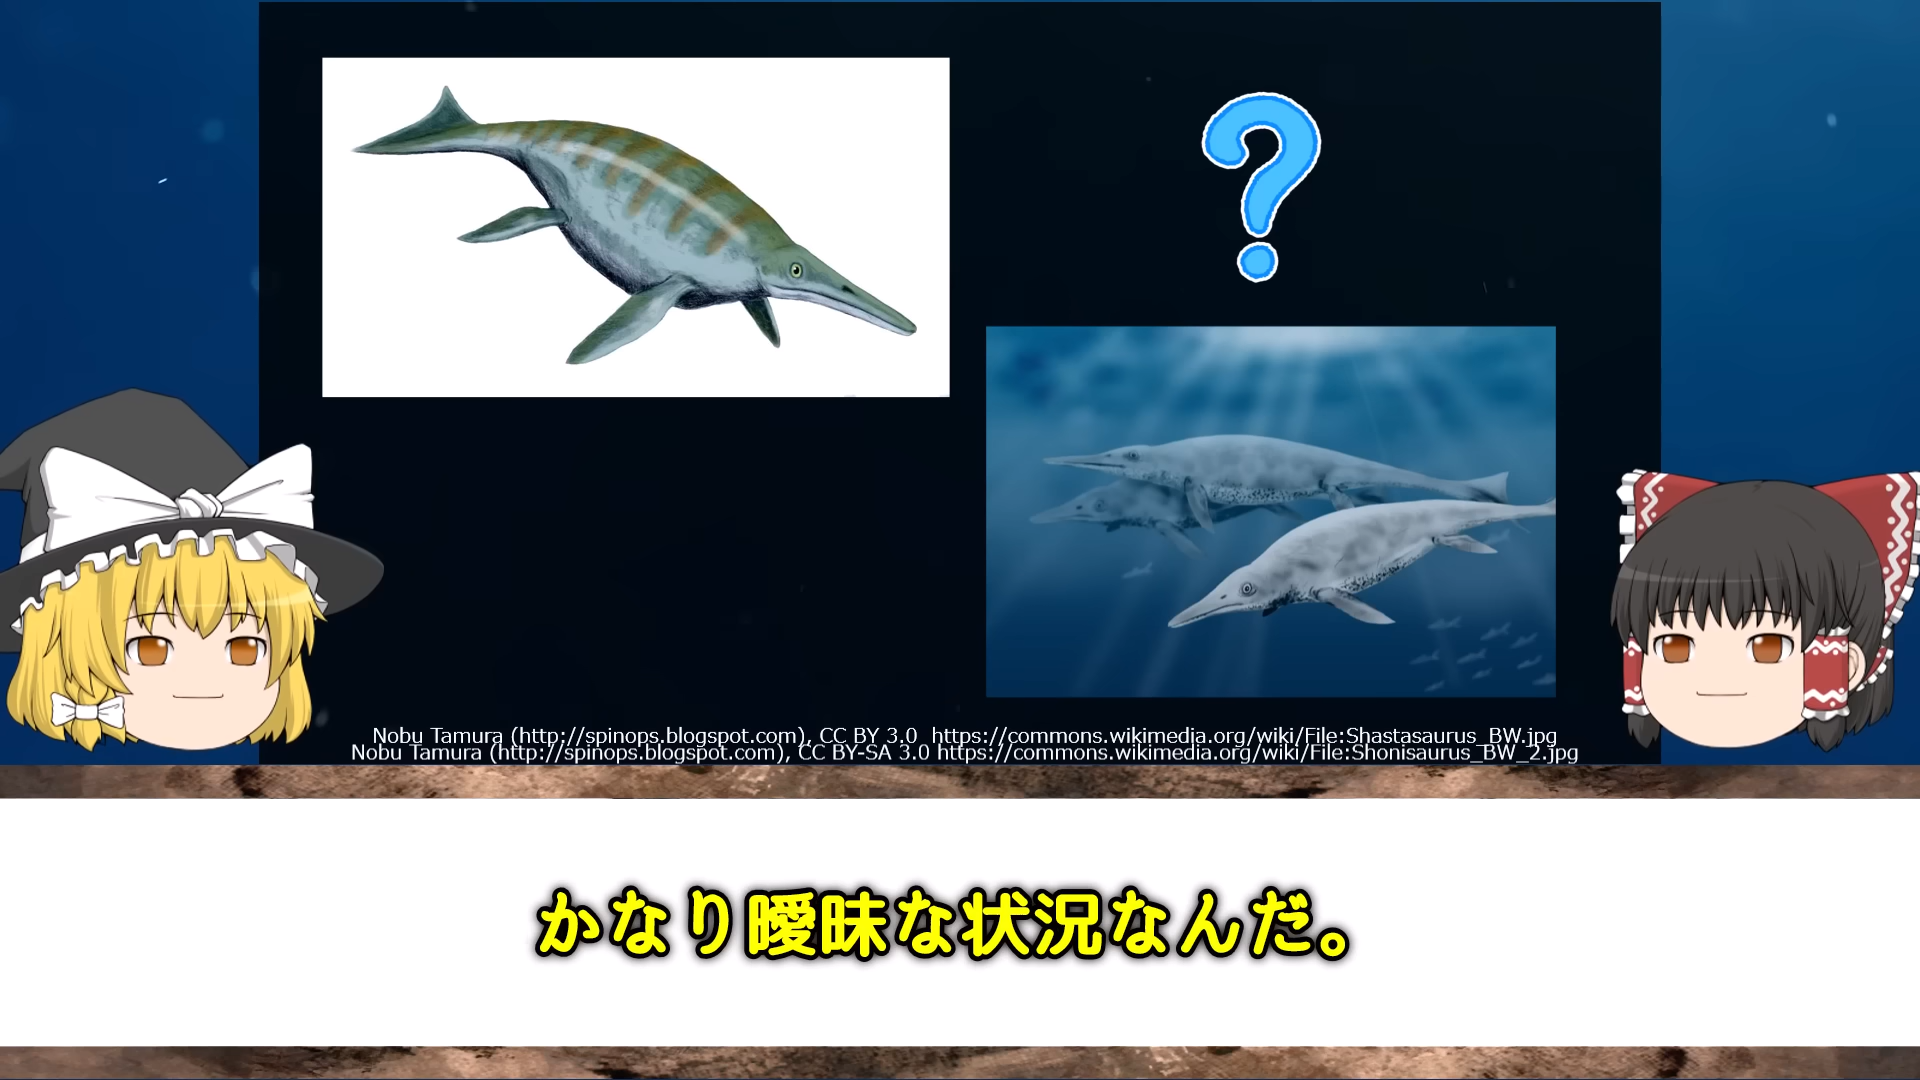 Nobu Tamura (http://spinops.blogspot.com), CC BY 3.0  https://commons.wikimedia.org/wiki/File:Shastasaurus_BW.jpg
Nobu Tamura (http://spinops.blogspot.com), CC BY-SA 3.0 https://commons.wikimedia.org/wiki/File:Shonisaurus_BW_2.jpg
かなり曖昧な状況なんだ。